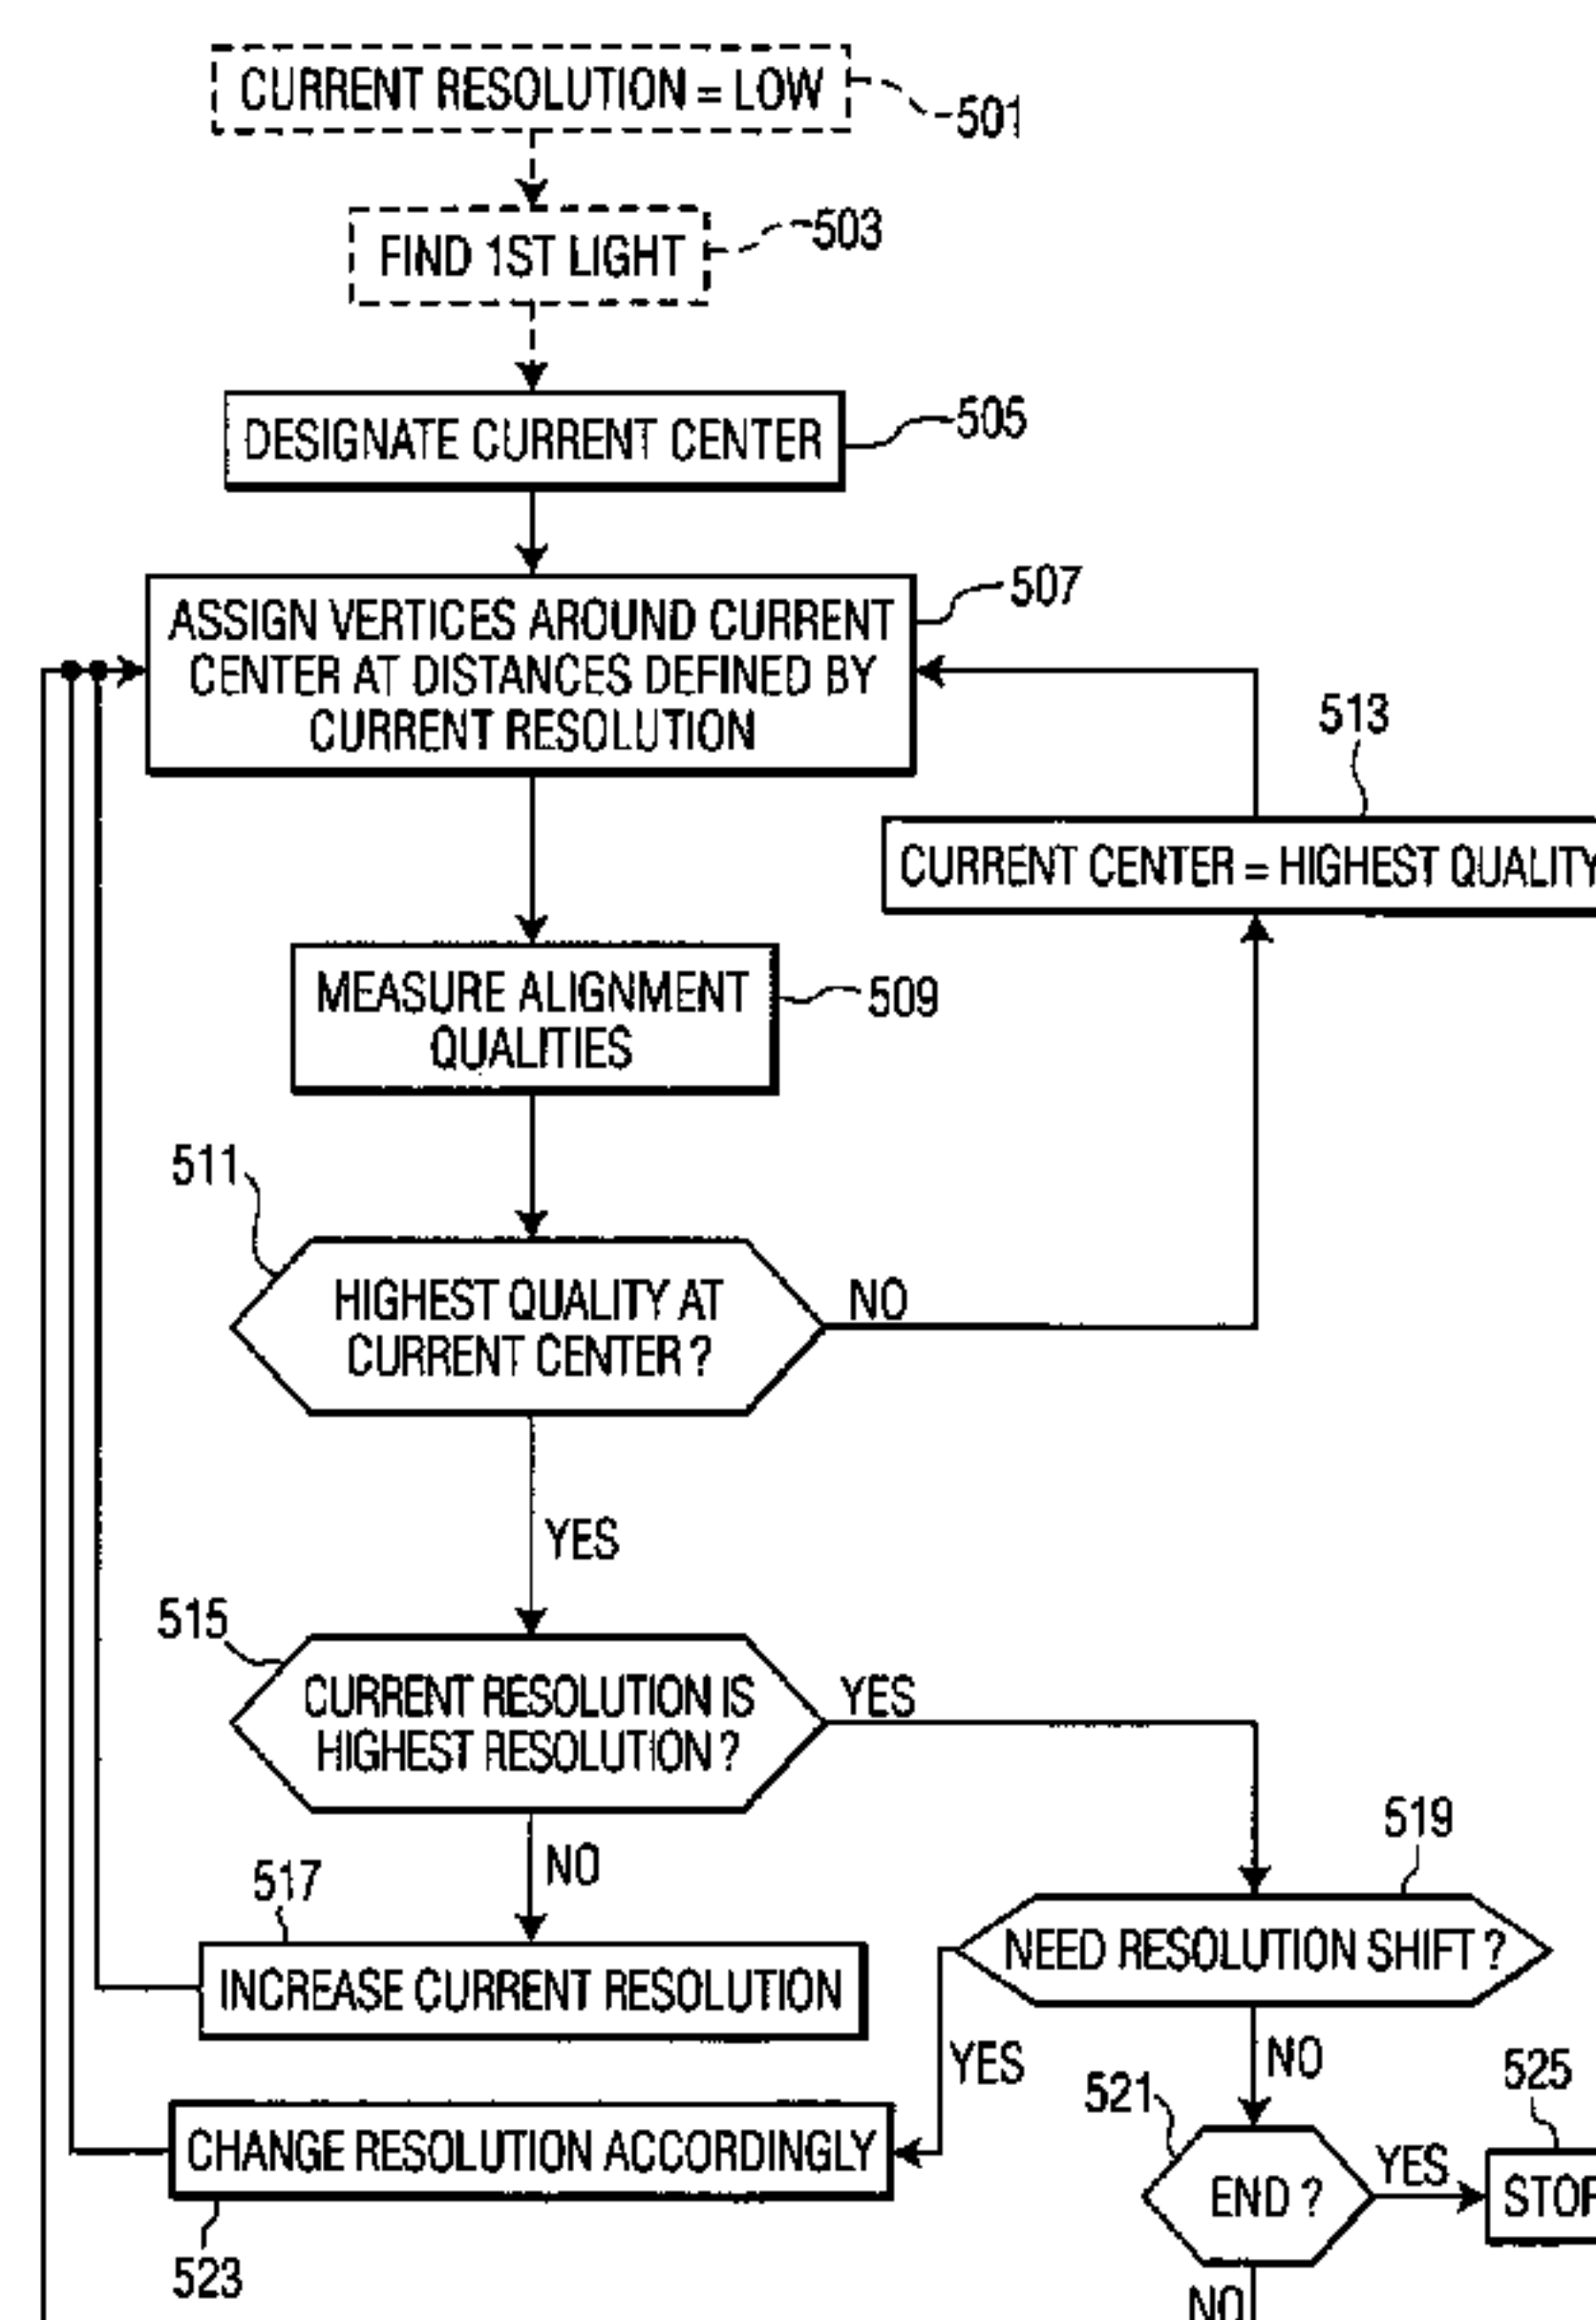 CURRENT RESOLUTION = LOW
501
FIND 1ST LIGHT
503
DESIGNATE CURRENT CENTER
505
ASSIGN VERTICES AROUND CURRENT
CENTER AT DISTANCES DEFINED BY
CURRENT RESOLUTION
507
513
CURRENT CENTER = HIGHEST QUALITY
MEASURE ALIGNMENT
QUALITIES
509
511
HIGHEST QUALITY AT
CURRENT CENTER ?
NO
YES
515
CURRENT RESOLUTION IS
HIGHEST RESOLUTION ?
YES
NO
519
517
NEED RESOLUTION SHIFT ?
INCREASE CURRENT RESOLUTION
YES
NO
521
525
CHANGE RESOLUTION ACCORDINGLY
END ?
YES
STOP
523
NO